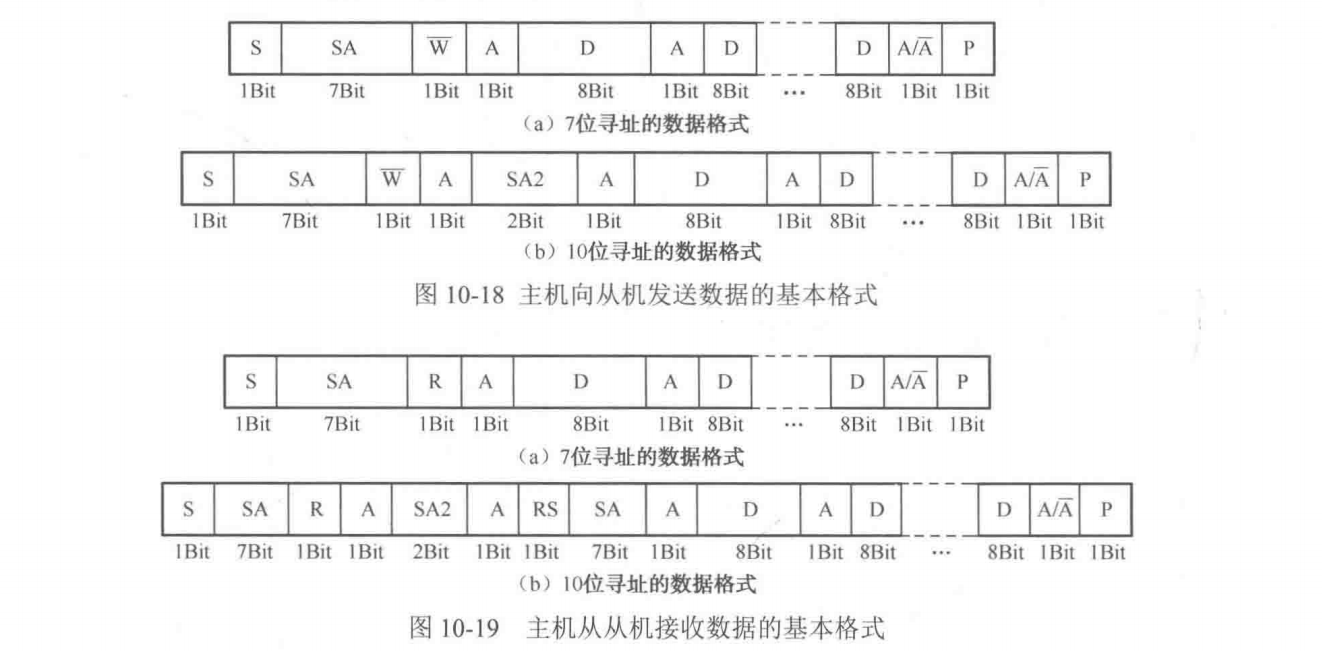 S SA W̅ A D A D D A/A̅ P
1Bit 7Bit 1Bit 1Bit 8Bit 1Bit 8Bit … 8Bit 1Bit 1Bit
（a）7位寻址的数据格式
S SA W̅ A SA2 A D A D D A/A̅ P
1Bit 7Bit 1Bit 1Bit 2Bit 1Bit 8Bit 1Bit 8Bit … 8Bit 1Bit 1Bit
（b）10位寻址的数据格式
图 10-18 主机向从机发送数据的基本格式
S SA R A D A D D A/A̅ P
1Bit 7Bit 1Bit 1Bit 8Bit 1Bit 8Bit … 8Bit 1Bit 1Bit
（a）7位寻址的数据格式
S SA R A SA2 A RS SA A D A D D A/A̅ P
1Bit 7Bit 1Bit 1Bit 2Bit 1Bit 1Bit 7Bit 1Bit 8Bit 1Bit 8Bit … 8Bit 1Bit 1Bit
（b）10位寻址的数据格式
图 10-19 主机从从机接收数据的基本格式